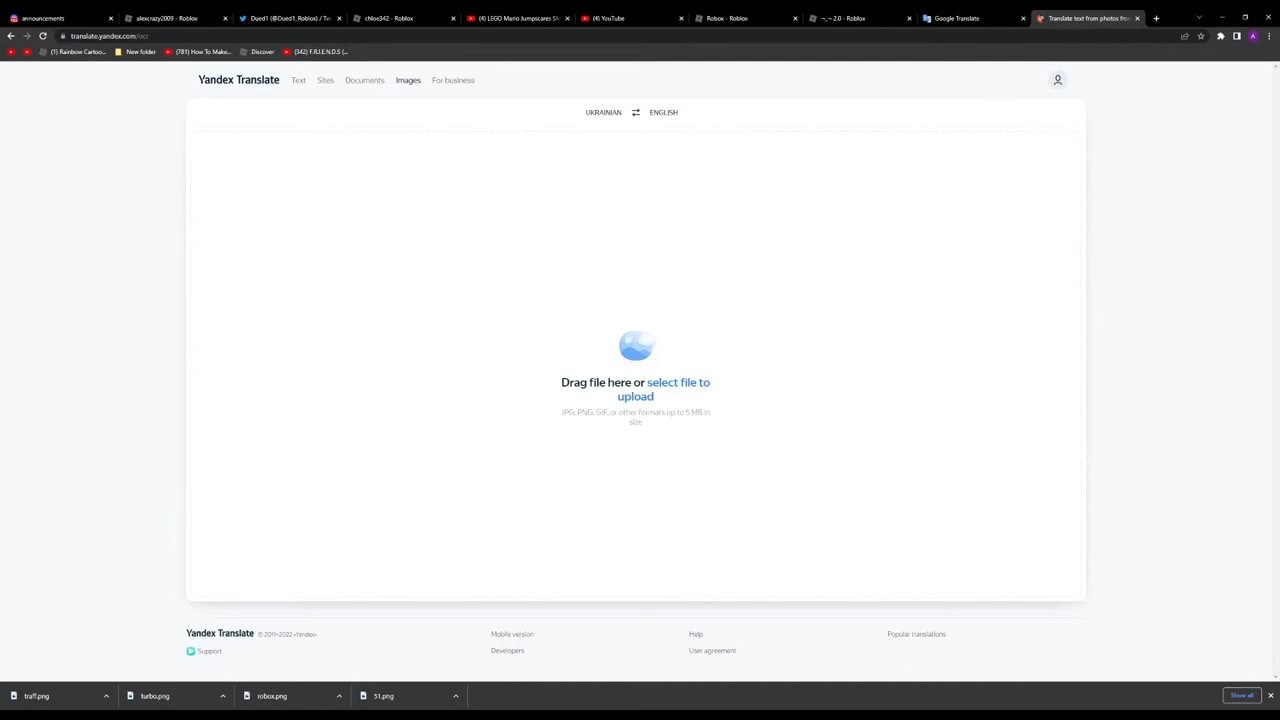 announcements
alexcrazy2009 - Roblox
Dued1 (@Dued1_Roblox) / Tw
chloe342 - Roblox
(4) LEGO Mario Jumpscares S
(4) YouTube
Robox - Roblox
¬_¬ 2.0 - Roblox
Google Translate
Translate text from photos fro
translate.yandex.com/ocr
A
(1) Rainbow Cartoo...
New folder
(781) How To Make...
Discover
(342) F.R.I.E.N.D.S (...
Yandex Translate
Text
Sites
Documents
Images
For business
UKRAINIAN
ENGLISH
Drag file here or select file to
upload
JPG, PNG, GIF, or other formats up to 5 MB in
size
Yandex Translate © 2011–2022 «Yandex»
Mobile version
Help
Popular translations
Support
Developers
User agreement
traff.png
turbo.png
robox.png
51.png
Show all